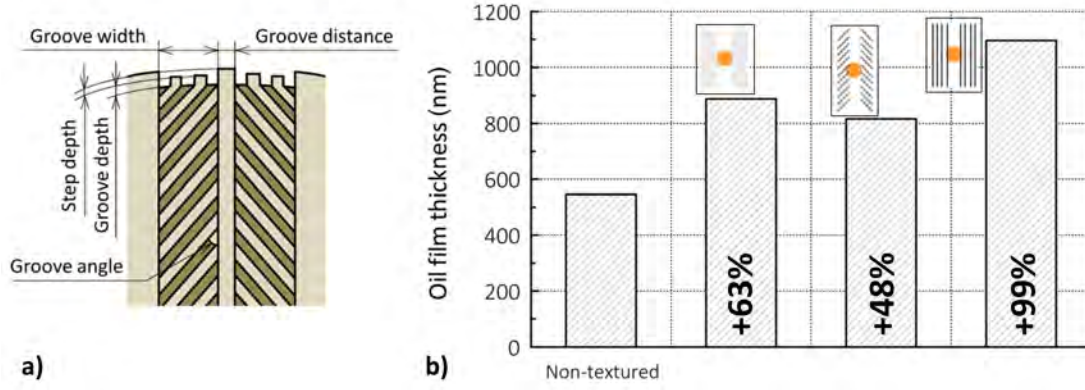 Groove width
Groove distance
Step depth
Groove depth
Groove angle
a)
Oil film thickness (nm)
1200
1000
800
600
400
200
0
+63%
+48%
+99%
Non-textured
b)